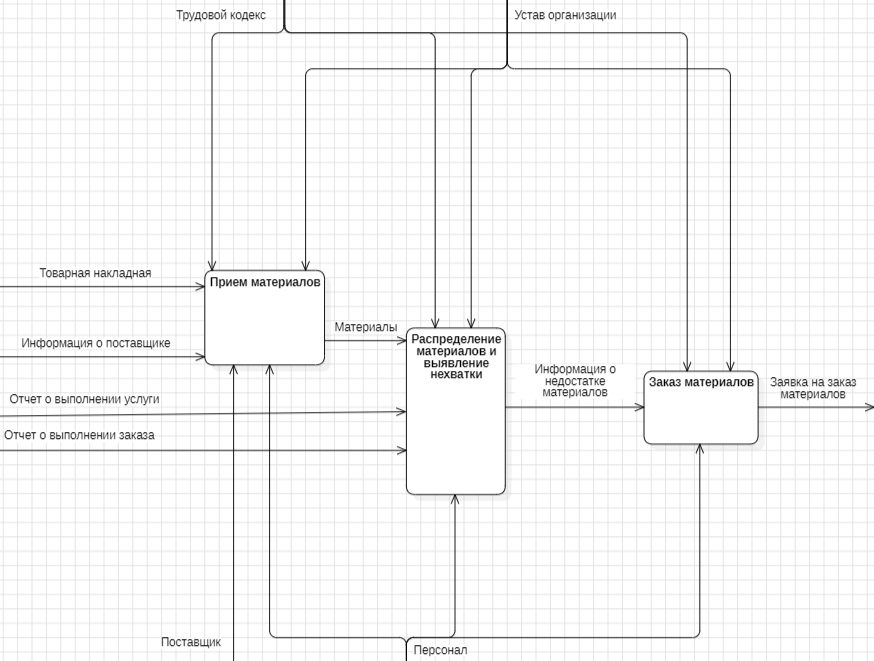 Трудовой кодекс
Устав организации
Товарная накладная
Прием материалов
Информация о поставщике
Материалы
Распределение
материалов и
выявление
нехватки
Информация о
недостатке
материалов
Заказ материалов
Заявка на заказ
материалов
Отчет о выполнении услуги
Отчет о выполнении заказа
Поставщик
Персонал